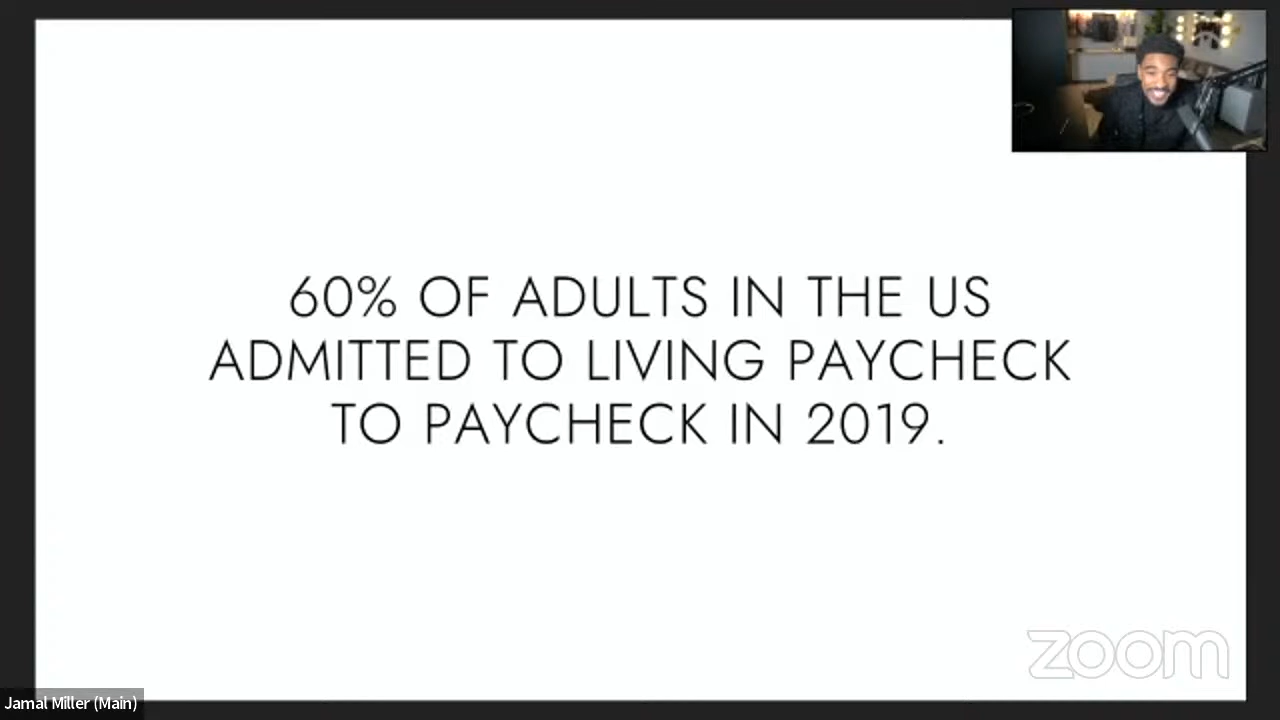 60% OF ADULTS IN THE US
ADMITTED TO LIVING PAYCHECK
TO PAYCHECK IN 2019.
zoom
Jamal Miller (Main)